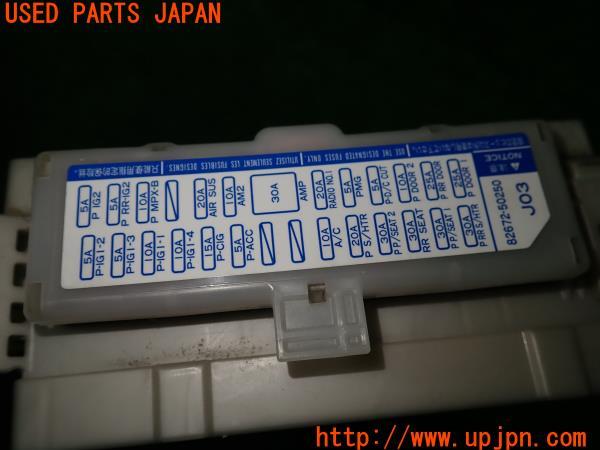 USED PARTS JAPAN
USE THE DESIGNATED FUSES ONLY. UTILISEZ SEULEMENT LES FUSIBLES DESIGNES.
NOTICE
5A P IG2
5A P RR-IG2
10A P MPX-B
20A AIR SUS
10A AM2
30A AMP
20A RADIO NO.1
5A PMG
5A P-D/C CUT
10A P DOOR 2
25A RR DOOR
25A P DOOR 1
5A P-IG1-2
5A P-IG1-3
10A P-IG1-1
10A P-IG1-4
15A P-CIG
5A P-ACC
10A A/C
20A P S/HTR
30A PP/SEAT 2
30A RR SEAT
30A PP/SEAT 1
30A P RR S/HTR
82672-50250
J03
http://www.upjpn.com